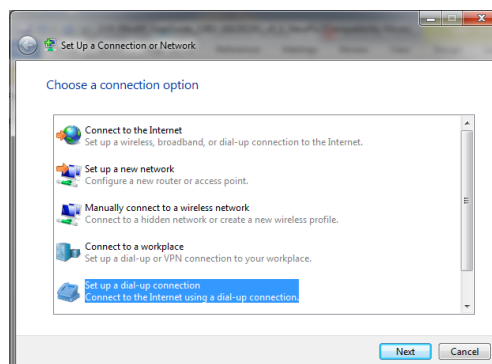 Set Up a Connection or Network
Choose a connection option
Connect to the Internet
Set up a wireless, broadband, or dial-up connection to the Internet.
Set up a new network
Configure a new router or access point.
Manually connect to a wireless network
Connect to a hidden network or create a new wireless profile.
Connect to a workplace
Set up a dial-up or VPN connection to your workplace.
Set up a dial-up connection
Connect to the Internet using a dial-up connection.
Next
Cancel